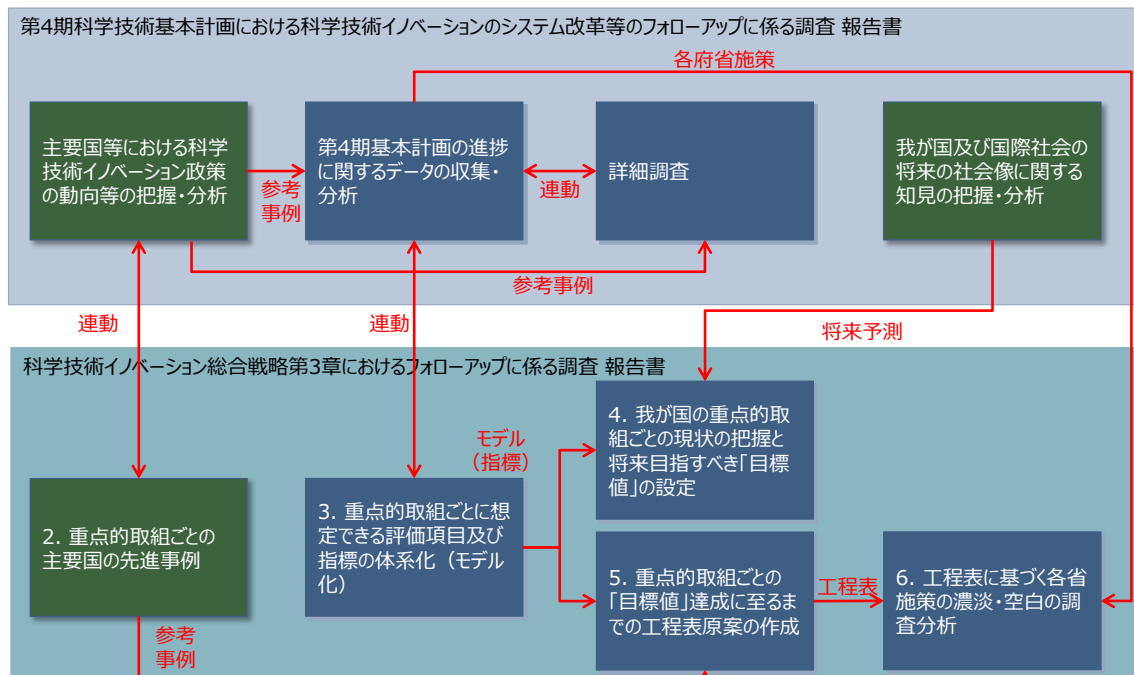 第4期科学技術基本計画における科学技術イノベーションのシステム改革等のフォローアップに係る調査 報告書
各府省施策
主要国等における科学
技術イノベーション政策
の動向等の把握・分析
参考
事例
第4期基本計画の進捗
に関するデータの収集・
分析
連動
詳細調査
我が国及び国際社会の
将来の社会像に関する
知見の把握・分析
参考事例
連動
連動
将来予測
科学技術イノベーション総合戦略第3章におけるフォローアップに係る調査 報告書
2. 重点的取組ごとの
主要国の先進事例
3. 重点的取組ごとに想
定できる評価項目及び
指標の体系化（モデル
化）
モデル
（指標）
4. 我が国の重点的取
組ごとの現状の把握と
将来目指すべき「目標
値」の設定
5. 重点的取組ごとの
「目標値」達成に至るま
での工程表原案の作成
工程表
6. 工程表に基づく各省
施策の濃淡・空白の調
査分析
参考
事例